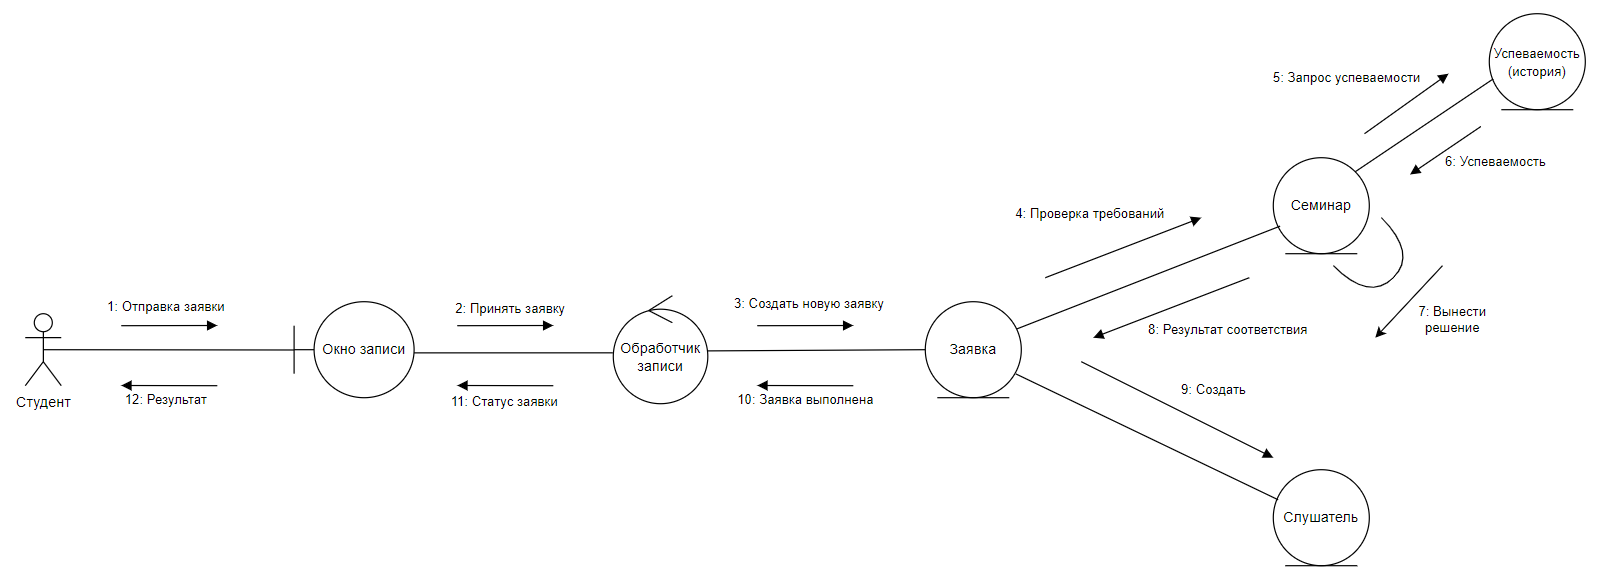 Успеваемость
(история)
5: Запрос успеваемости
6: Успеваемость
Семинар
4: Проверка требований
7: Вынести
решение
8: Результат соответствия
1: Отправка заявки
2: Принять заявку
3: Создать новую заявку
Окно записи
Обработчик
записи
Заявка
Студент
12: Результат
11: Статус заявки
10: Заявка выполнена
9: Создать
Слушатель